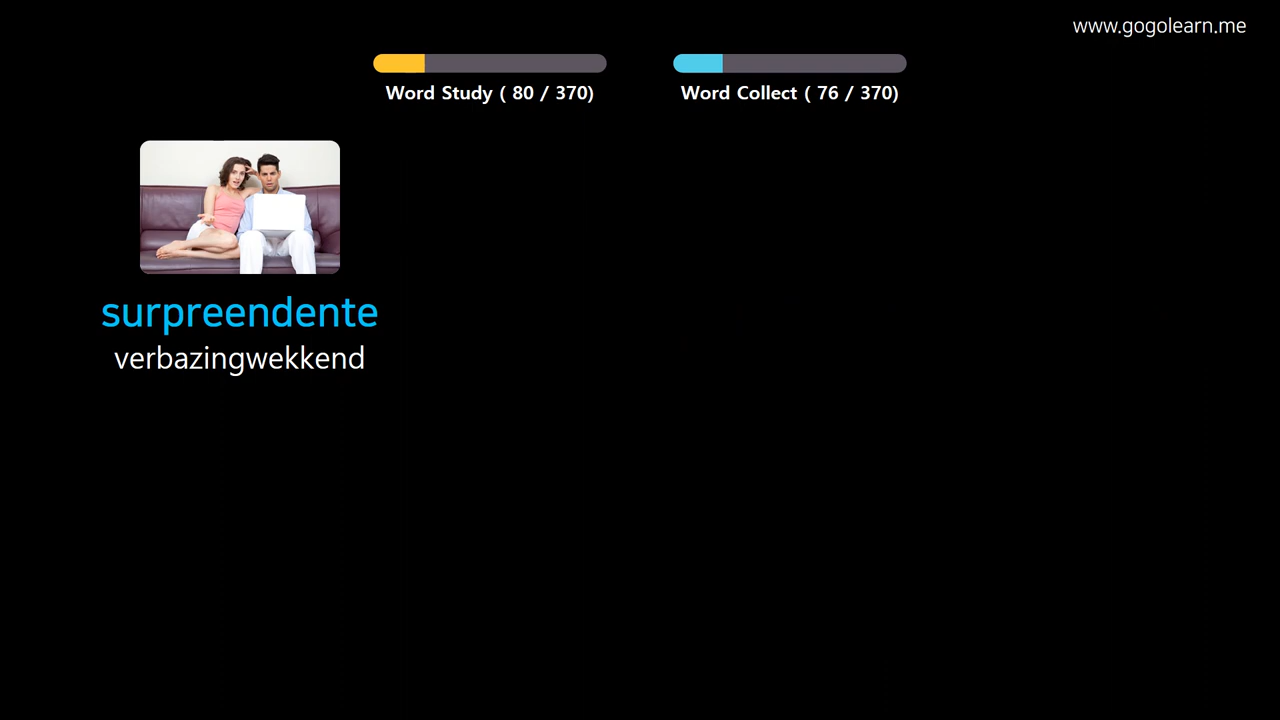 www.gogolearn.me
Word Study ( 80 / 370)
Word Collect ( 76 / 370)
surpreendente
verbazingwekkend